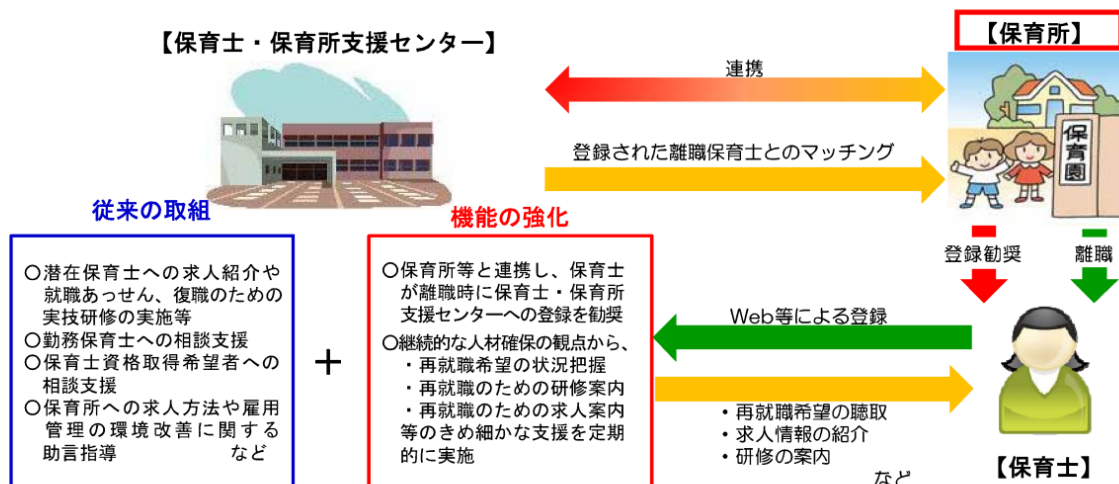 【保育士・保育所支援センター】
【保育所】
連携
登録された離職保育士とのマッチング
保育園
従来の取組
機能の強化
登録勧奨
離職
○潜在保育士への求人紹介や
就職あっせん、復職のための
実技研修の実施等
○勤務保育士への相談支援
○保育士資格取得希望者への
相談支援
○保育所への求人方法や雇用
管理の環境改善に関する
助言指導 など
＋
○保育所等と連携し、保育士
が離職時に保育士・保育所
支援センターへの登録を勧奨
○継続的な人材確保の観点から、
・再就職希望の状況把握
・再就職のための研修案内
・再就職のための求人案内
等のきめ細かな支援を定期
的に実施
Web等による登録
・再就職希望の聴取
・求人情報の紹介
・研修の案内
など
【保育士】